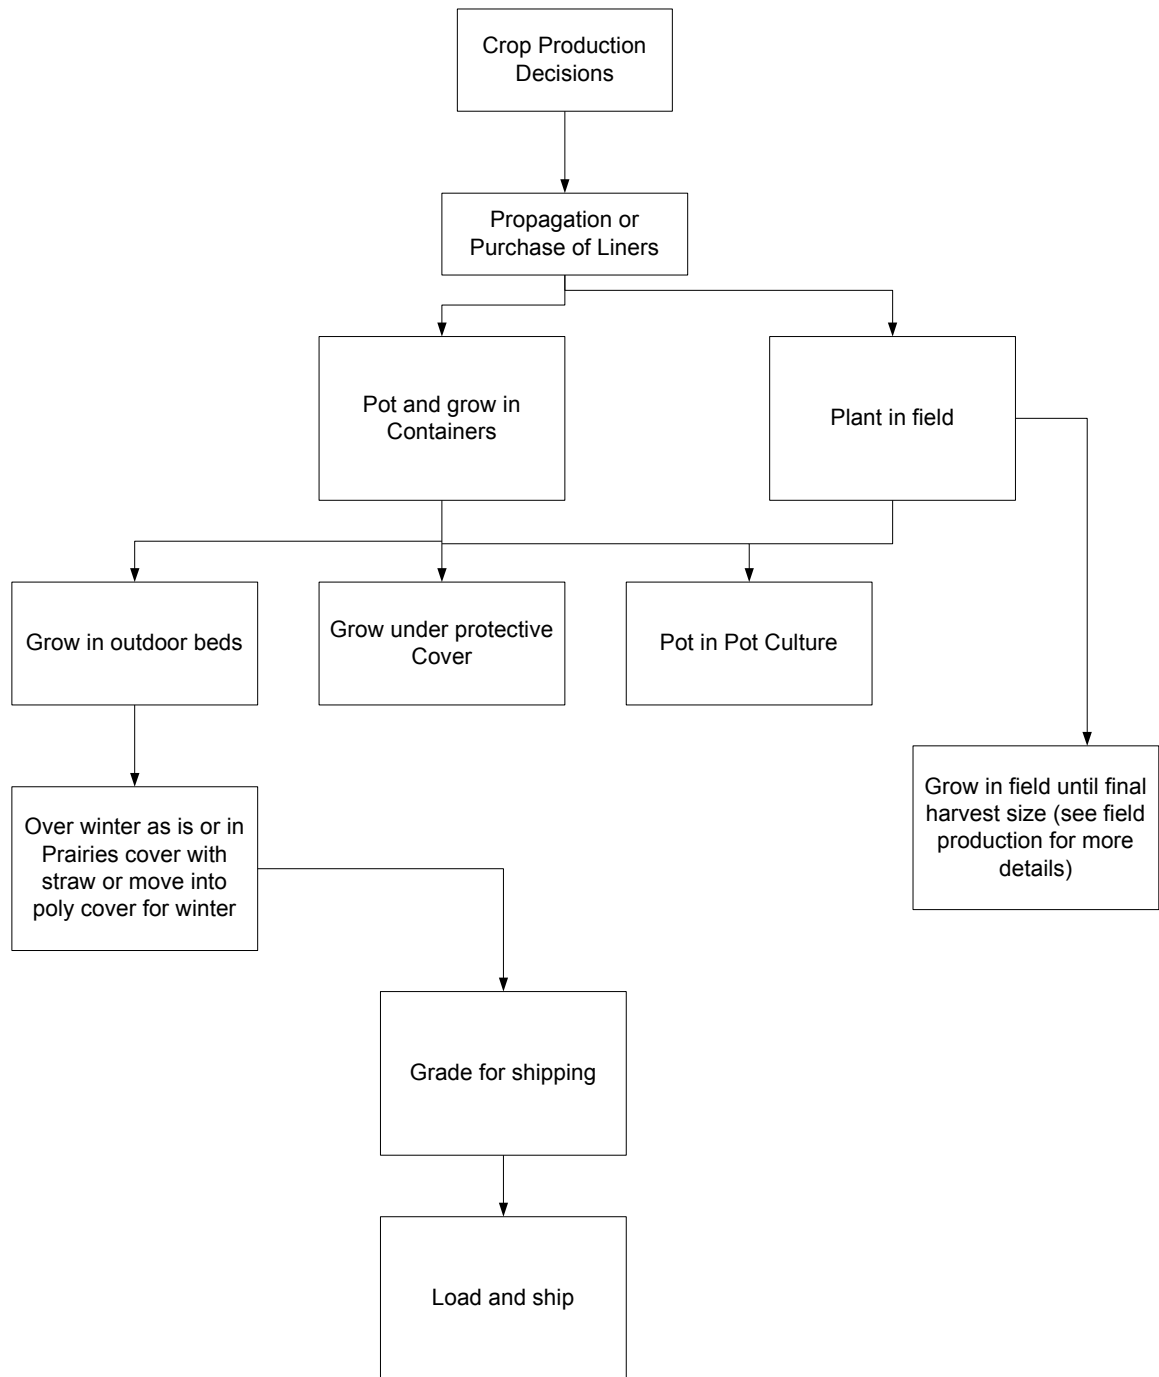 Crop Production
Decisions
Propagation or
Purchase of Liners
Pot and grow in
Containers
Plant in field
Grow in outdoor beds
Grow under protective
Cover
Pot in Pot Culture
Over winter as is or in
Prairies cover with
straw or move into
poly cover for winter
Grow in field until final
harvest size (see field
production for more
details)
Grade for shipping
Load and ship